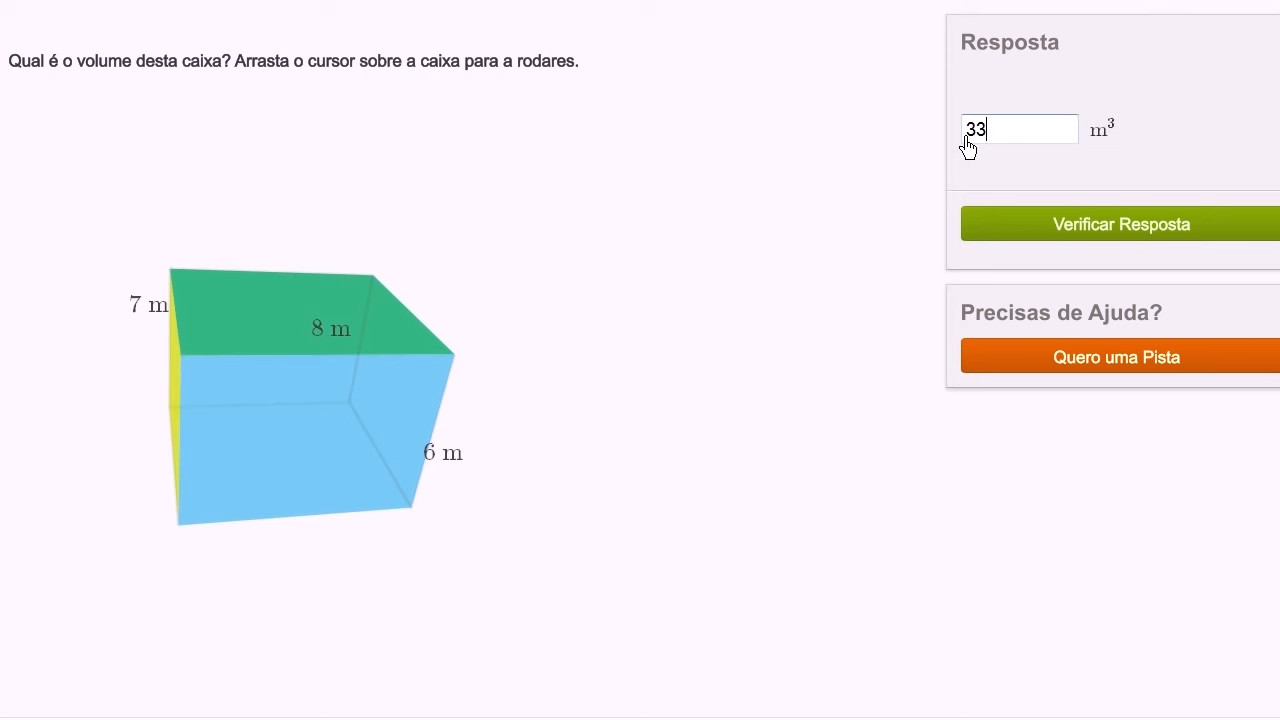 Qual é o volume desta caixa? Arrasta o cursor sobre a caixa para a rodares.
7 m
8 m
6 m
Resposta
33 m³
Verificar Resposta
Precisas de Ajuda?
Quero uma Pista